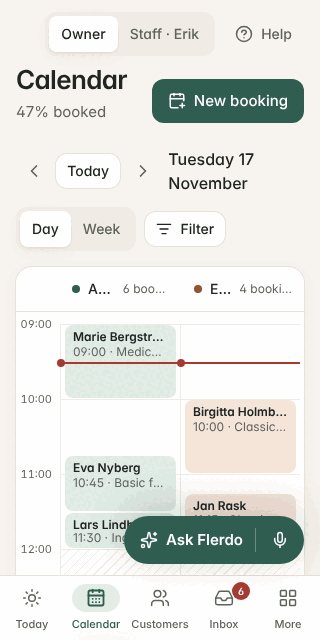 Owner
Staff · Erik
Help
Calendar
47% booked
New booking
Today
Tuesday 17
November
Day
Week
Filter
A...
6 boo...
E...
4 booki...
09:00
Marie Bergstr...
09:00 · Medic...
10:00
Birgitta Holmb...
10:00 · Classic...
11:00
Eva Nyberg
10:45 · Basic f...
Jan Rask
Lars Lindb
11:30 · In
12:00
Ask Flerdo
Today
Calendar
Customers
Inbox
6
More